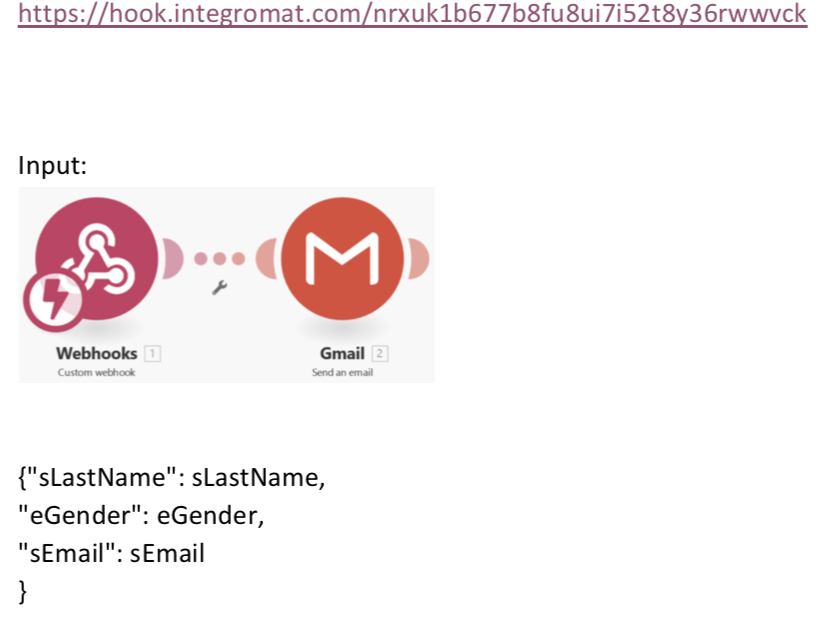 https://hook.integromat.com/nrxuk1b677b8fu8ui7i52t8y36rwwvck
Input:
Webhooks 1
Custom webhook
Gmail 2
Send an email
{"sLastName": sLastName,
"eGender": eGender,
"sEmail": sEmail
}